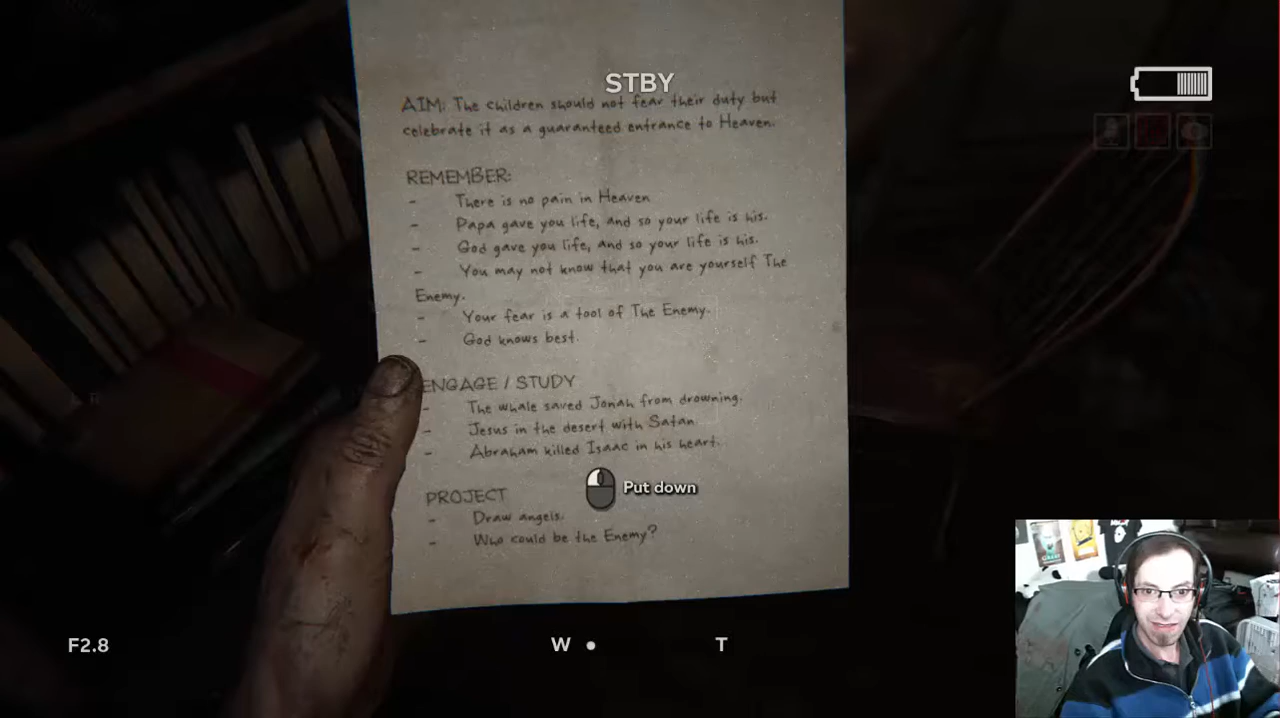 STBY
AIM: The children should not fear their duty but
celebrate it as a guaranteed entrance to Heaven.
REMEMBER:
- There is no pain in Heaven
- Papa gave you life, and so your life is his.
- God gave you life, and so your life is his.
- You may not know that you are yourself The
Enemy.
- Your fear is a tool of The Enemy.
- God knows best.
ENGAGE / STUDY
- The whale saved Jonah from drowning.
- Jesus in the desert with Satan
- Abraham killed Isaac in his heart.
Put down
PROJECT
- Draw angels.
- Who could be the Enemy?
F2.8
W
T